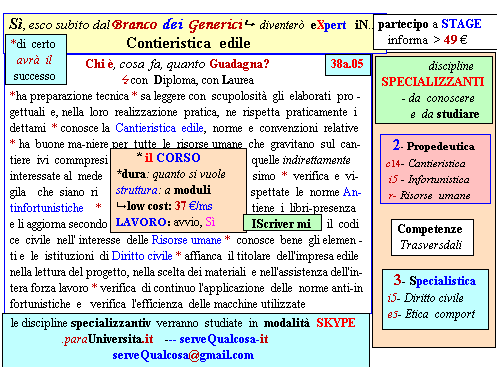 Sì, esco subito dal Branco dei Generici ↪ diventerò eXpert iN..
Contieristica edile
*di certo
avrà il
successo
partecipo a STAGE
informa > 49 €
Chi è, cosa fa, quanto Guadagna?
con Diploma, con Laurea
38a.05
*ha preparazione tecnica * sa leggere con scupolosità gli elaborati pro -
gettuali e, nella loro realizzazione pratica, ne rispetta praticamente i
dettami * conosce la Cantieristica edile, norme e convenzioni relative
* ha buone ma-niere per tutte le risorse umane che gravitano sul can-
tiere ivi commpresi quelle indirettamente
interessate al mede simo * verifica e vi-
gila che siano ri spettate le norme An-
tinfortunistiche * tiene i libri-presenza
e li aggiorna secondo il codi
ce civile nell' interesse delle Risorse umane * conosce bene gli elemen -
ti e le istituzioni di Diritto civile * affianca il titolare dell'impresa edile
nella lettura del progetto, nella scelta dei materiali e nell'assistenza dell'in-
tera forza lavoro * verifica di continuo l'applicazione delle norme anti-in
fortunistiche e verifica l'efficienza delle macchine utilizzate
* il CORSO
*dura: quanto si vuole
struttura: a moduli
↪low cost: 37 €/ms
LAVORO: avvio, Sì
IScriver mi
discipline
SPECIALIZZANTI
- da conoscere
e da studiare
2- Propedeutica
c14- Cantieristica
i5 - Infortunistica
r- Risorse umane
Competenze
Trasversdali
3- Specialistica
i5- Diritto civile
e5- Etica comport
le discipline specializzantiv verranno studiate in modalità SKYPE
.paraUniversita.it --- serveQualcosa-it
serveQualcosa@gmail.com